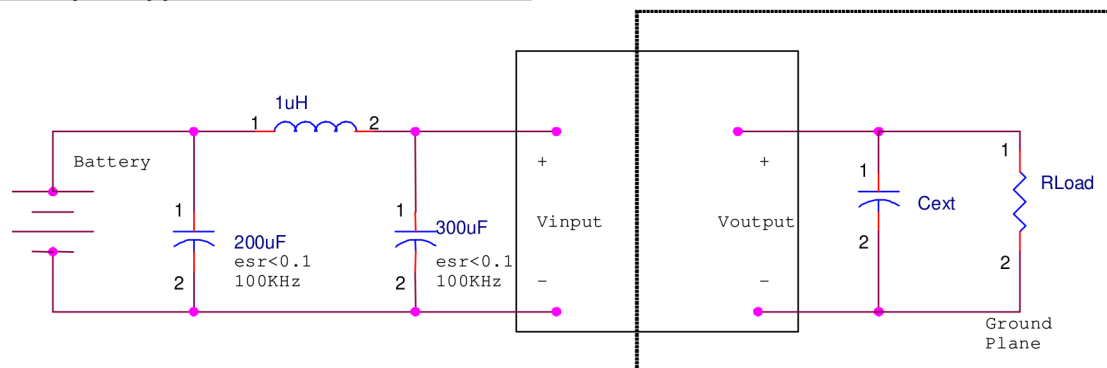 1uH
1
2
Battery
+
+
1
RLoad
1
1
1
Cext
300uF
Vinput
Voutput
200uF
esr<0.1
esr<0.1
2
2
100KHz
2
100KHz
2
-
-
Ground
Plane